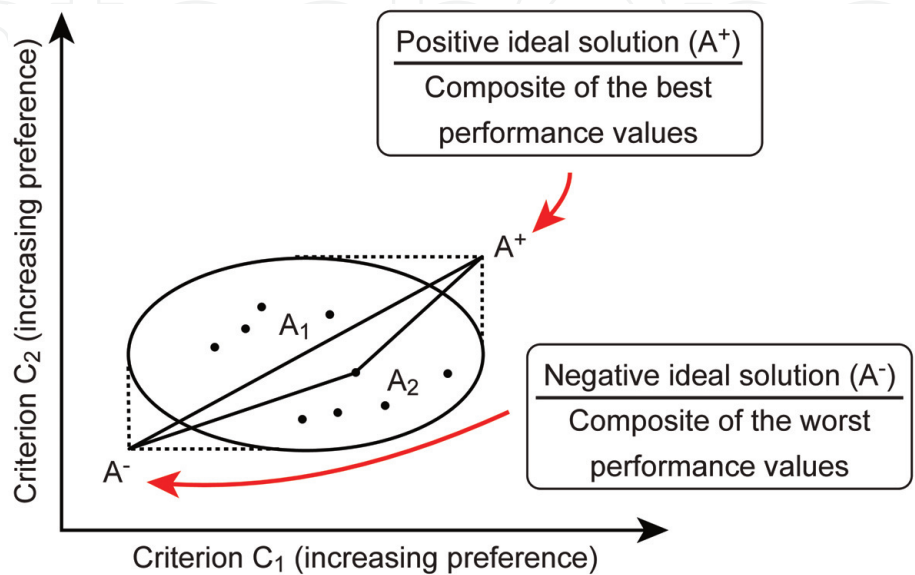 Criterion C₂ (increasing preference)
Positive ideal solution (A⁺)
Composite of the best
performance values
A⁺
A₁
A₂
Negative ideal solution (A⁻)
Composite of the worst
performance values
A⁻
Criterion C₁ (increasing preference)